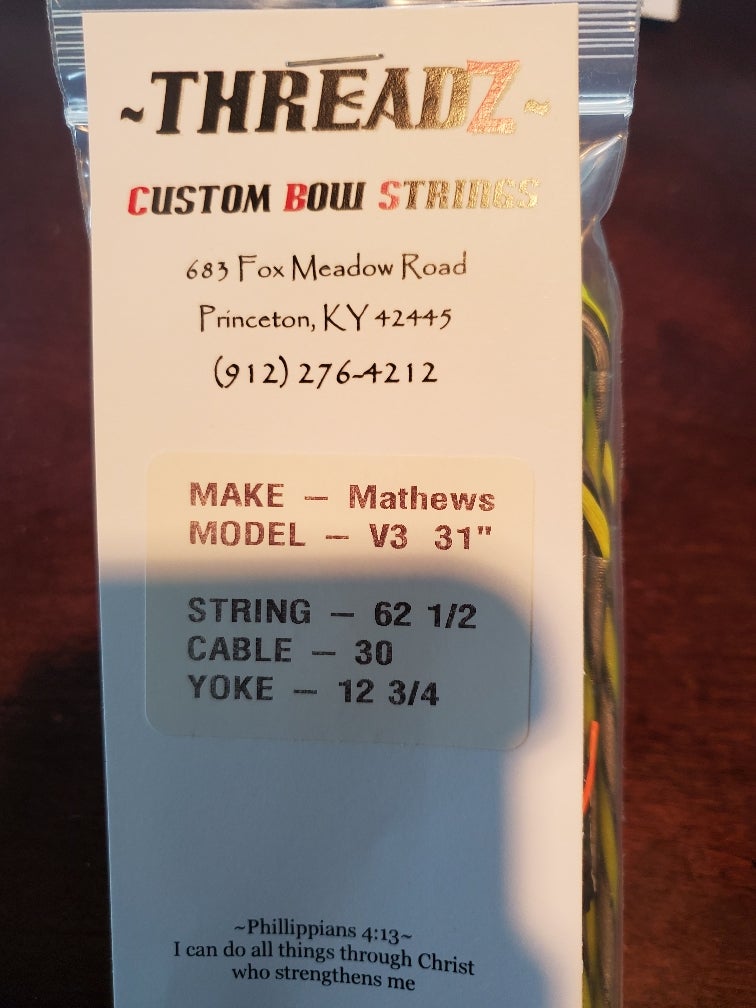 ~THREADZ~
CUSTOM BOW STRINGS
683 Fox Meadow Road
Princeton, KY 42445
(912) 276-4212
MAKE — Mathews
MODEL — V3 31"
STRING — 62 1/2
CABLE — 30
YOKE — 12 3/4
~Phillippians 4:13~
I can do all things through Christ
who strengthens me